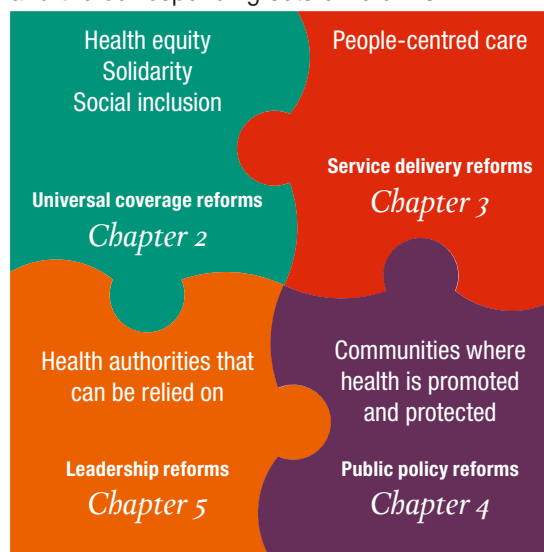 Health equity
Solidarity
Social inclusion
Universal coverage reforms
Chapter 2
People-centred care
Service delivery reforms
Chapter 3
Health authorities that
can be relied on
Leadership reforms
Chapter 5
Communities where
health is promoted
and protected
Public policy reforms
Chapter 4